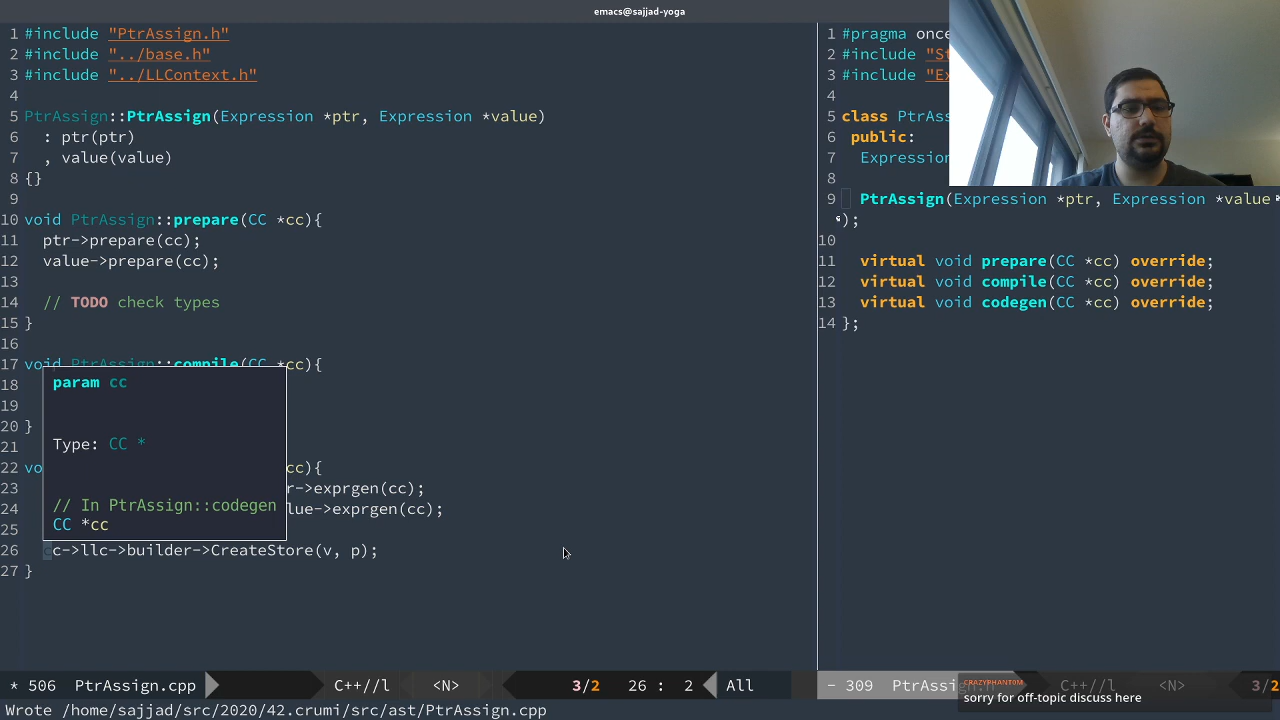 emacs@sajjad-yoga
1 #include "PtrAssign.h"
2 #include "../base.h"
3 #include "../LLContext.h"
4
5 PtrAssign::PtrAssign(Expression *ptr, Expression *value)
6 : ptr(ptr)
7 , value(value)
8 {}
9
10 void PtrAssign::prepare(CC *cc){
11 ptr->prepare(cc);
12 value->prepare(cc);
13
14 // TODO check types
15 }
16
17 void PtrAssign::compile(CC *cc){
18
19
20 }
21
22 vo cc){
23 r->exprgen(cc);
24 lue->exprgen(cc);
25
26 cc->llc->builder->CreateStore(v, p);
27 }
param cc
Type: CC *
// In PtrAssign::codegen
CC *cc
1 #pragma once
2 #include "S
3 #include "Ex
4
5 class PtrAss
6 public:
7 Expression
8
9 PtrAssign(Expression *ptr, Expression *value
);
10
11 virtual void prepare(CC *cc) override;
12 virtual void compile(CC *cc) override;
13 virtual void codegen(CC *cc) override;
14 };
* 506 PtrAssign.cpp C++//l <N> 3/2 26 : 2 All
- 309 PtrAssign.h C++//l <N> 3/2
CRAZYPHANT0M
sorry for off-topic discuss here
Wrote /home/sajjad/src/2020/42.crumi/src/ast/PtrAssign.cpp